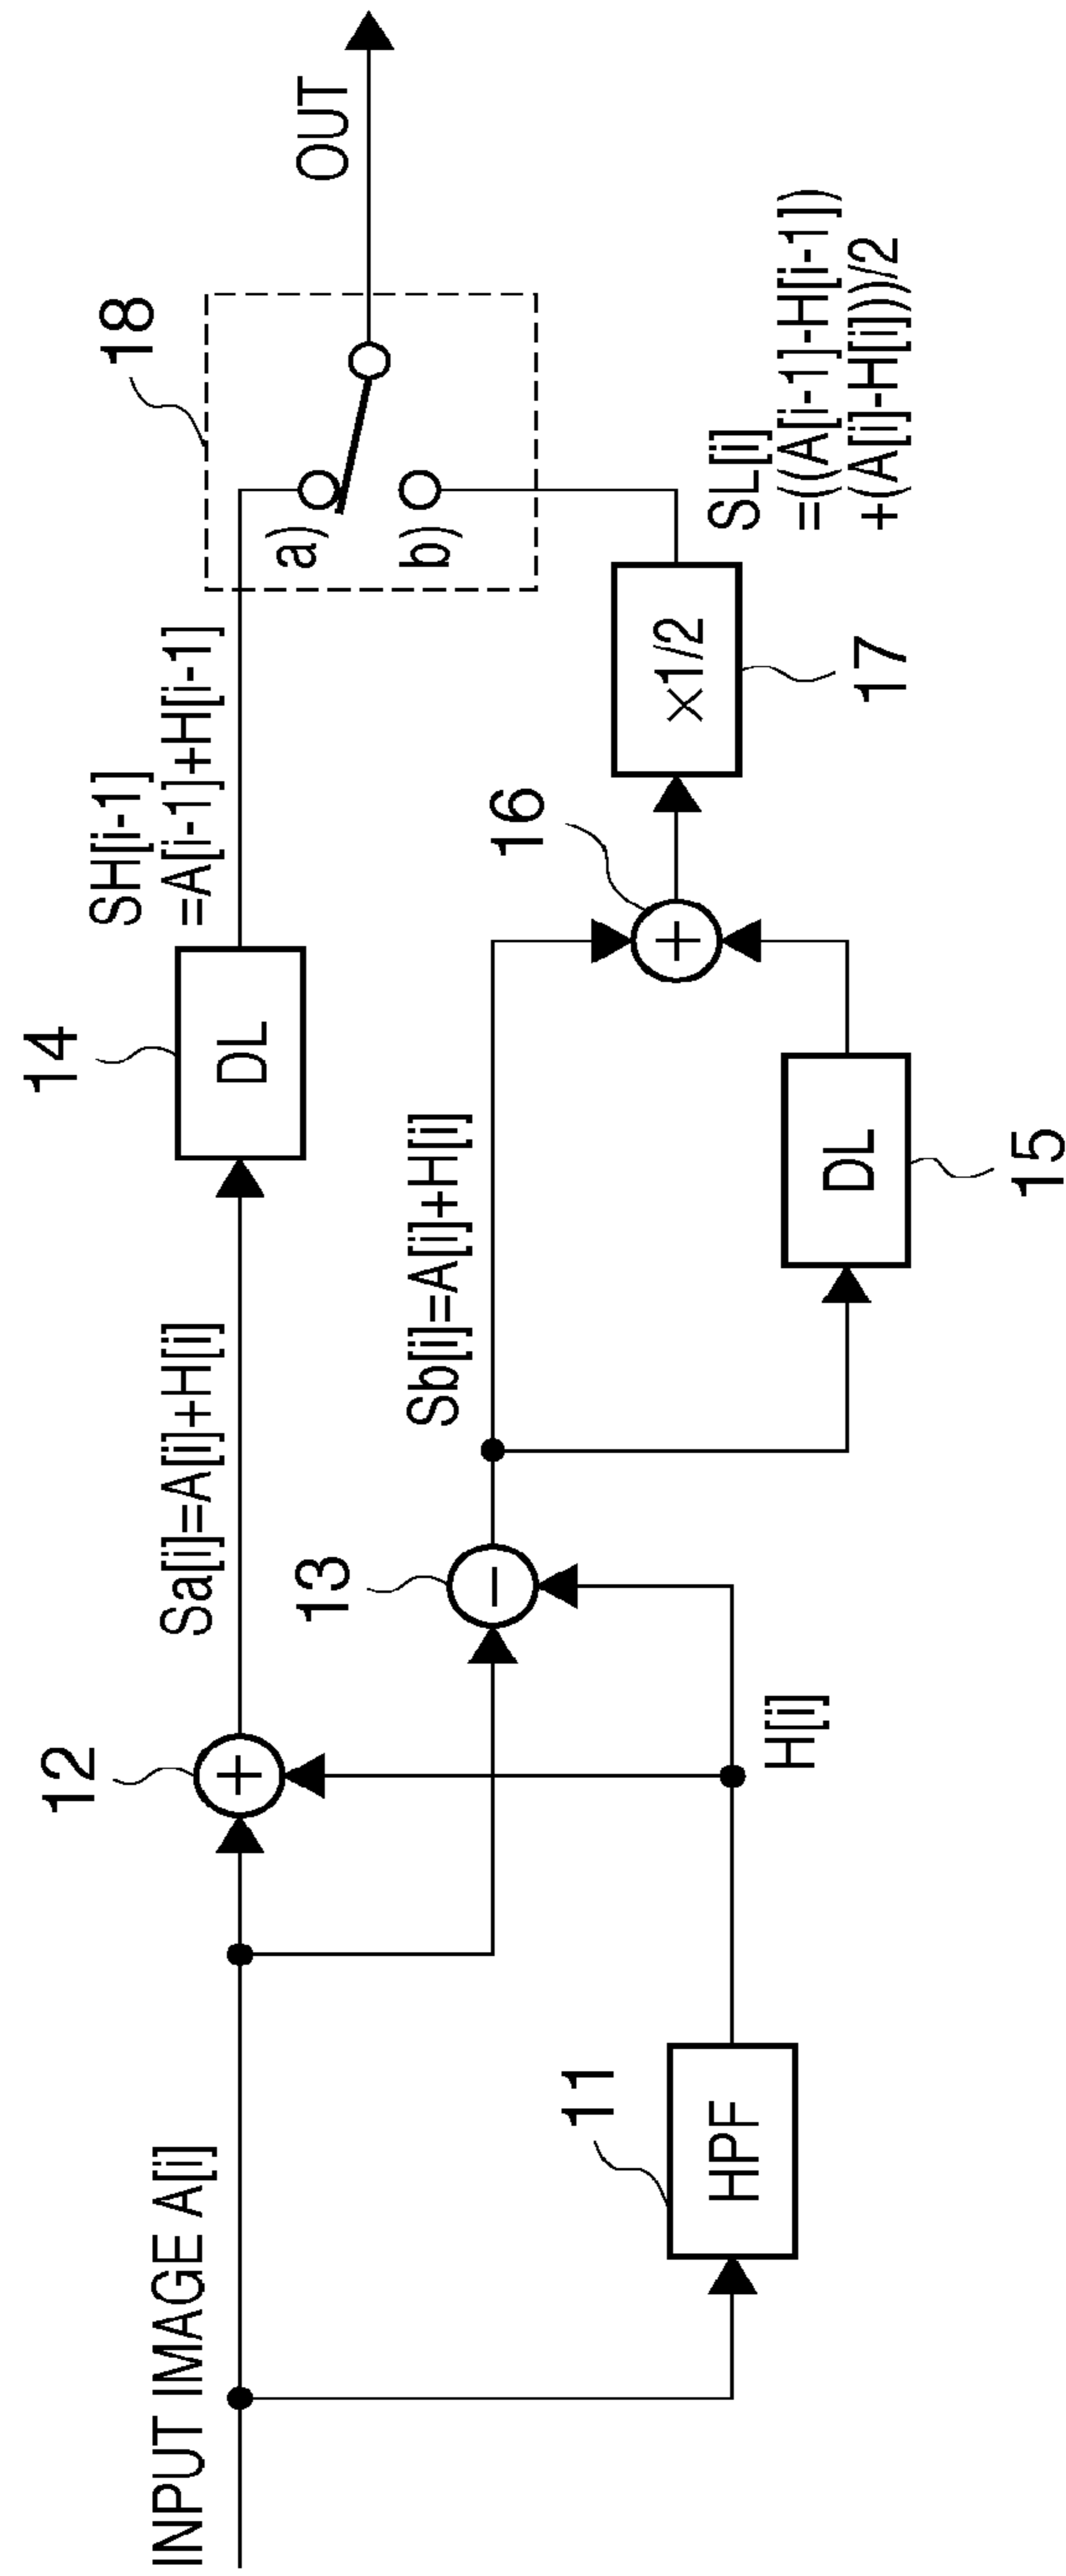 INPUT IMAGE A[i]
11
HPF
H[i]
12
+
Sa[i]=A[i]+H[i]
13
−
Sb[i]=A[i]+H[i]
14
DL
SH[i-1]
=A[i-1]+H[i-1]
15
DL
16
+
×1/2
17
SL[i]
=((A[i-1]-H[i-1])
+(A[i]-H[i]))/2
18
a)
b)
OUT